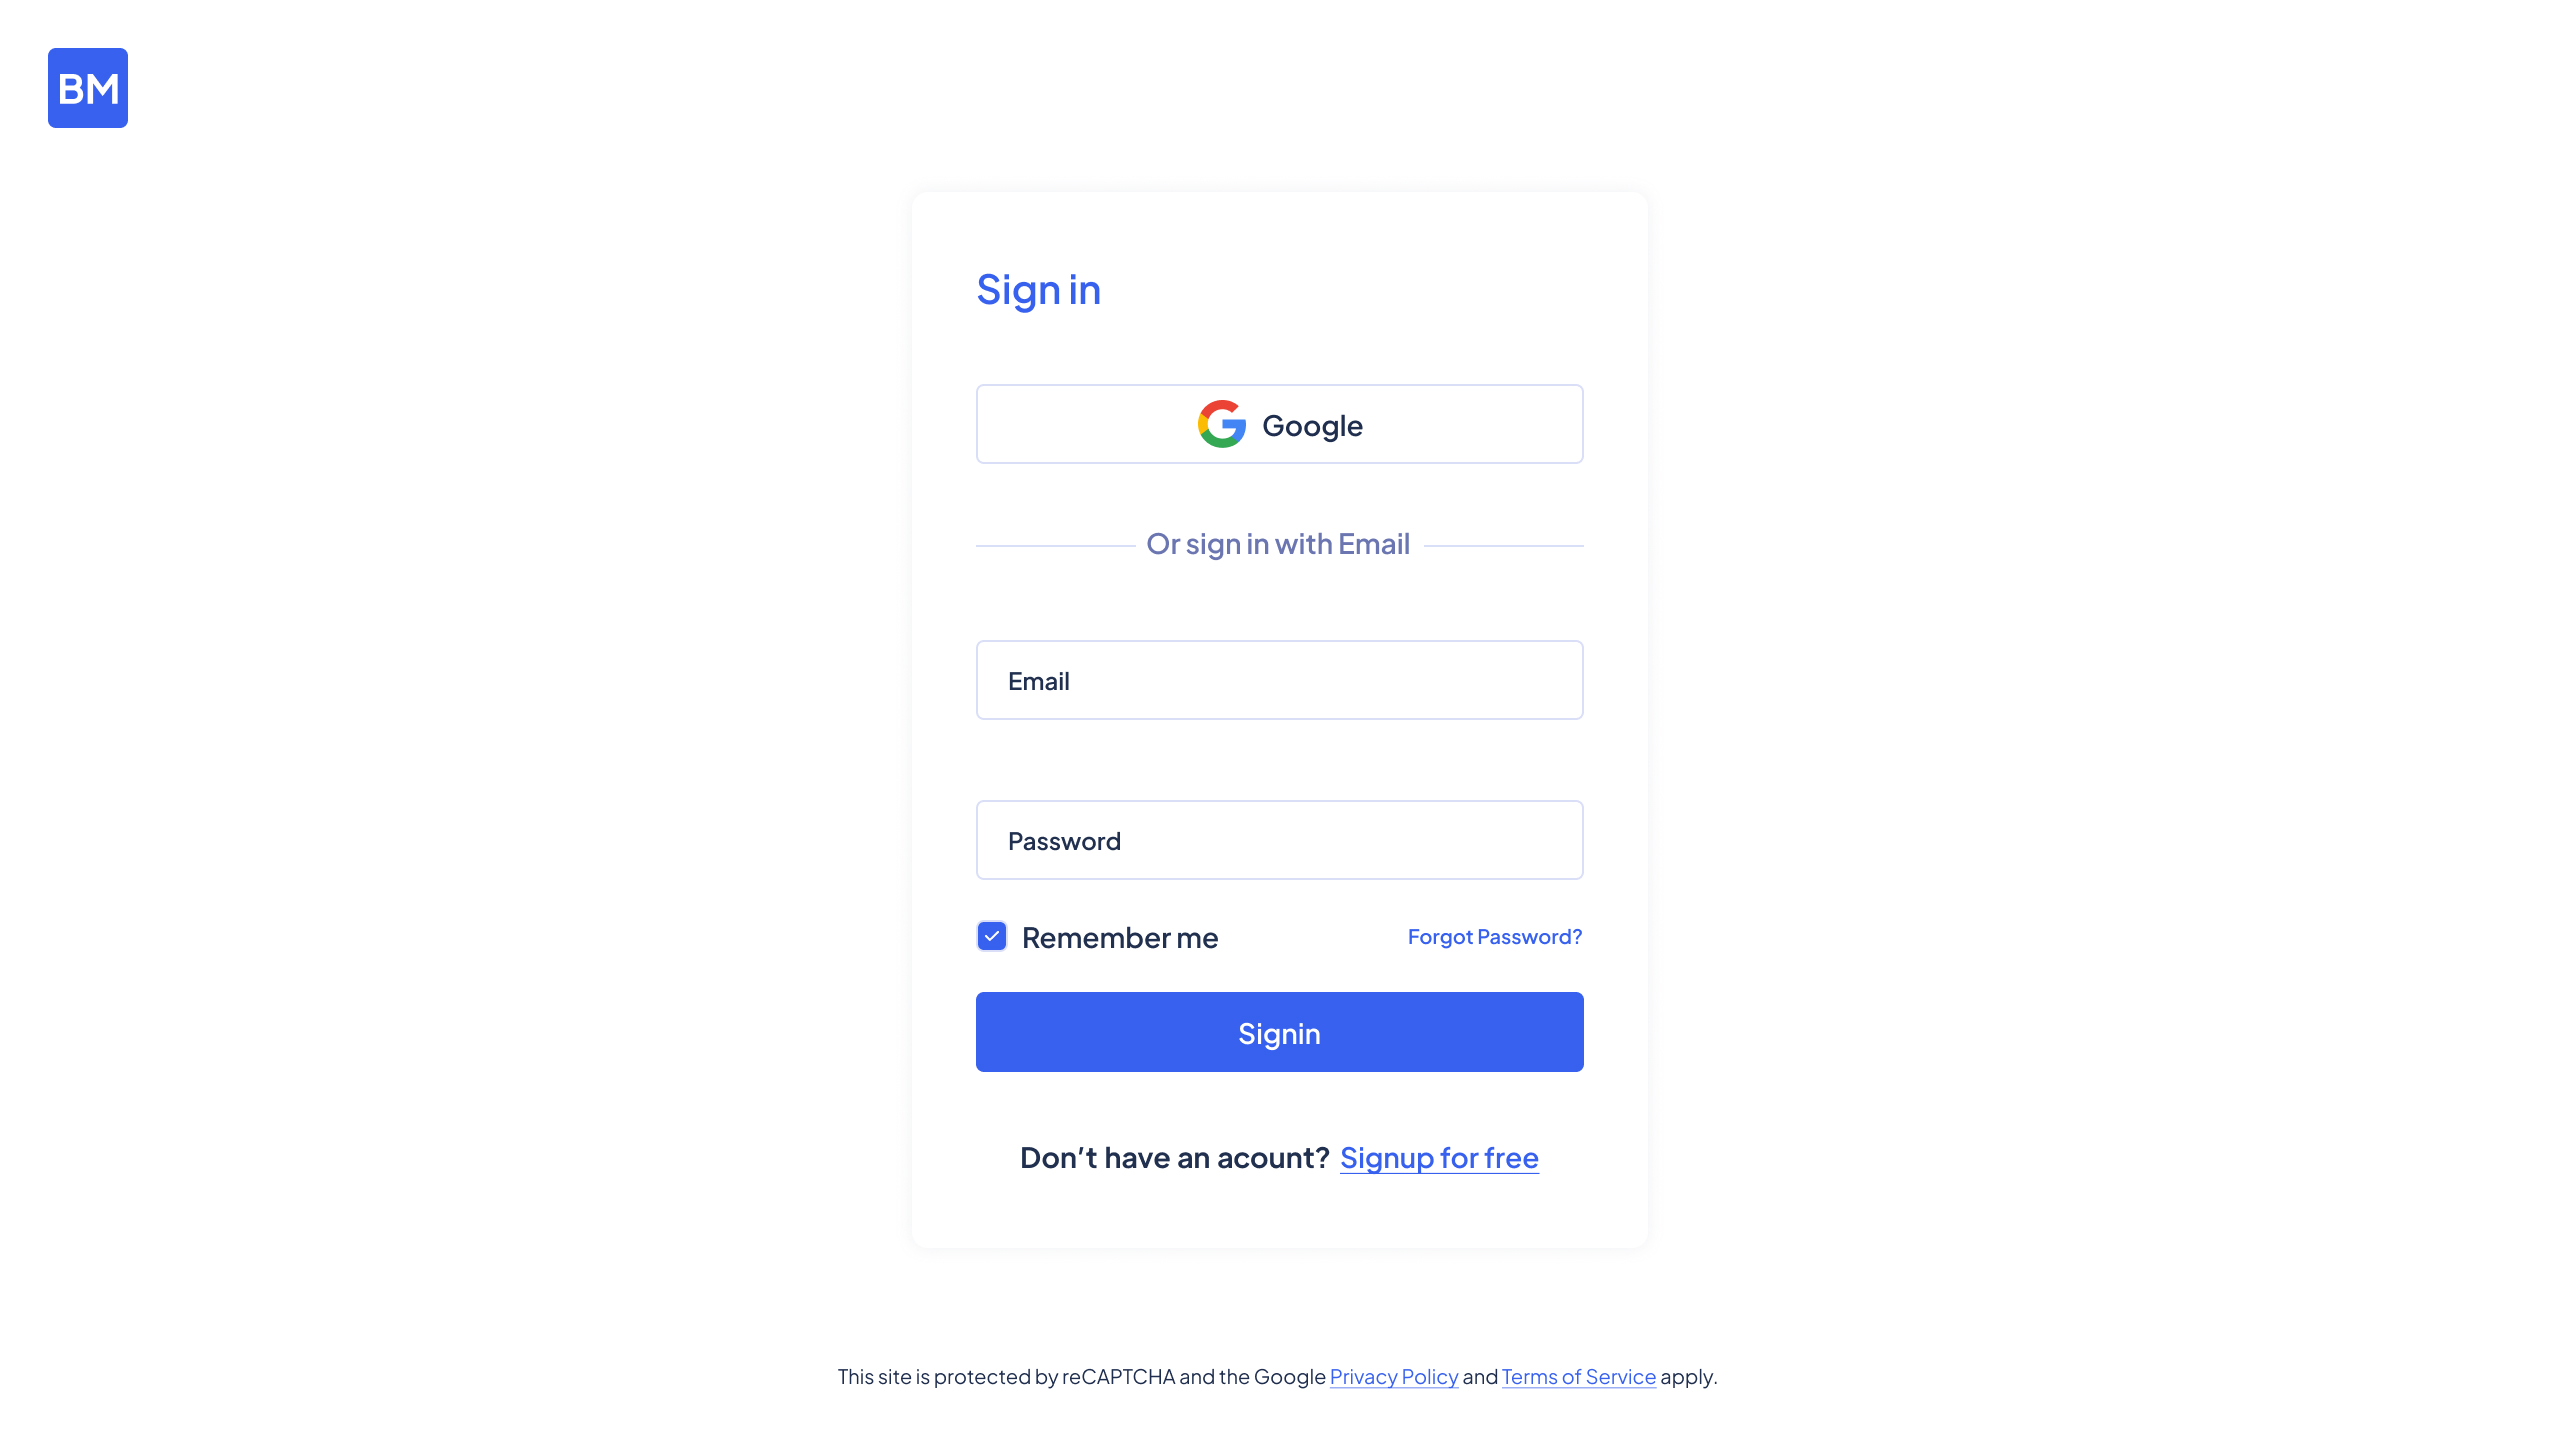 BM
Sign in
Google
Or sign in with Email
Email
Password
Remember me
Forgot Password?
Signin
Don't have an acount? Signup for free
This site is protected by reCAPTCHA and the Google Privacy Policy and Terms of Service apply.